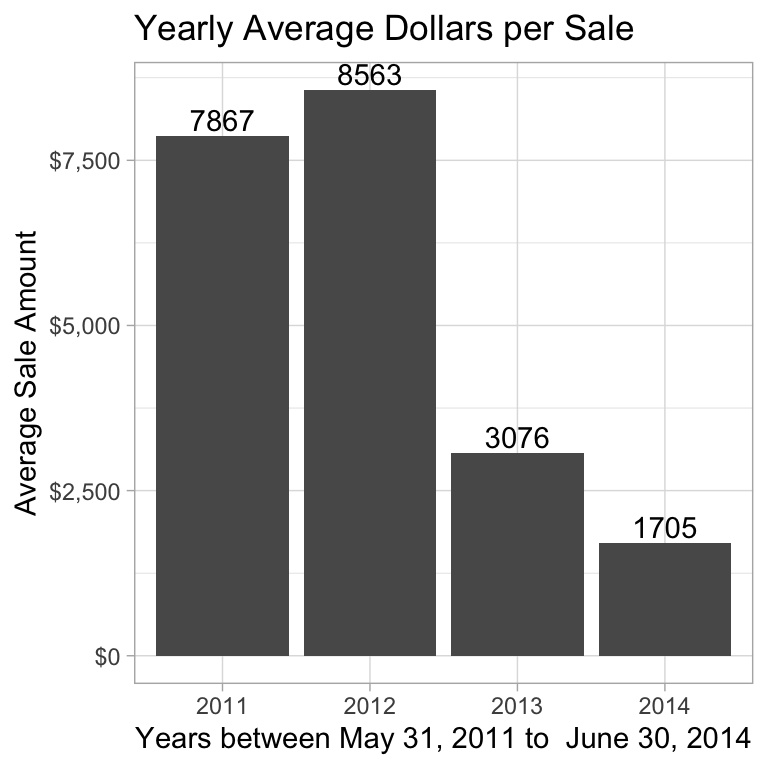 Yearly Average Dollars per Sale
8563
7867
$7,500
Average Sale Amount
$5,000
3076
$2,500
1705
$0
2011 2012 2013 2014
Years between May 31, 2011 to  June 30, 2014